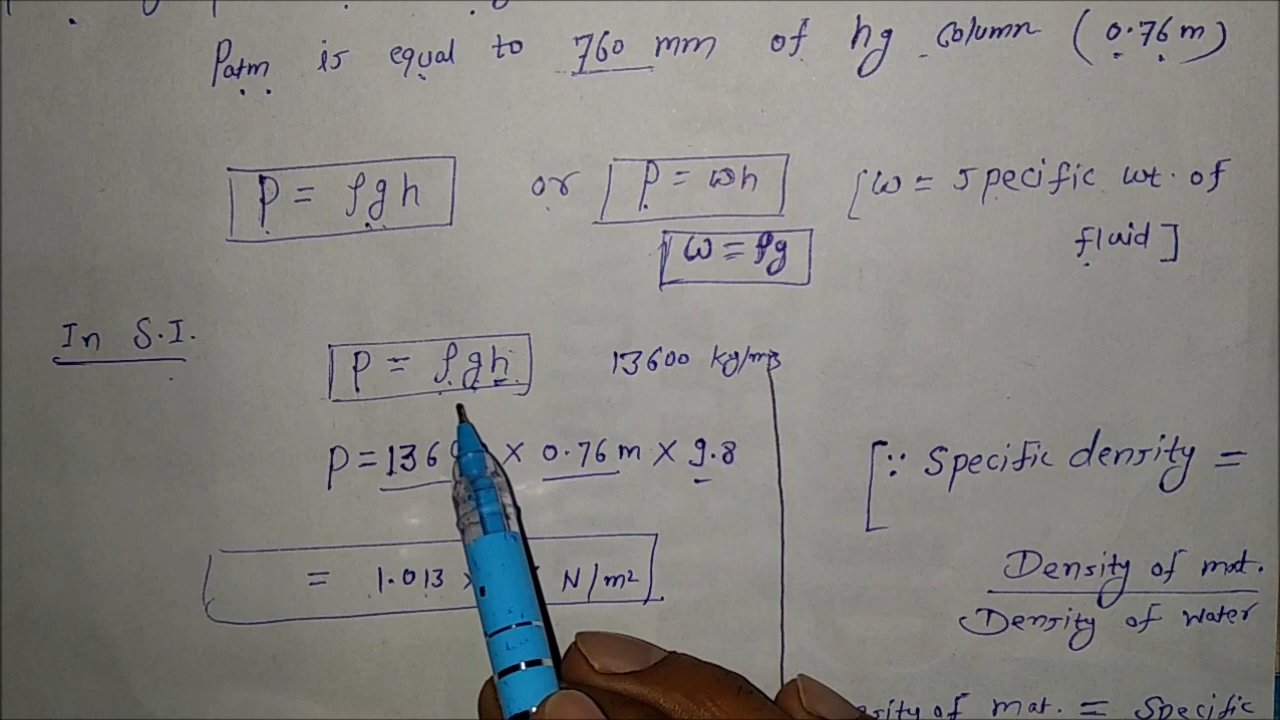 Patm is equal to 760 mm of hg column (0.76 m)
P = ρgh or P = wh [w = specific wt. of
fluid]
w = ρg
In S.I.
P = ρgh 13600 kg/m3
P = 136 × 0.76 m × 9.8
[∵ Specific density =
Density of mat.
Density of water
= 1.013 × N/m²
of mat. = Specific